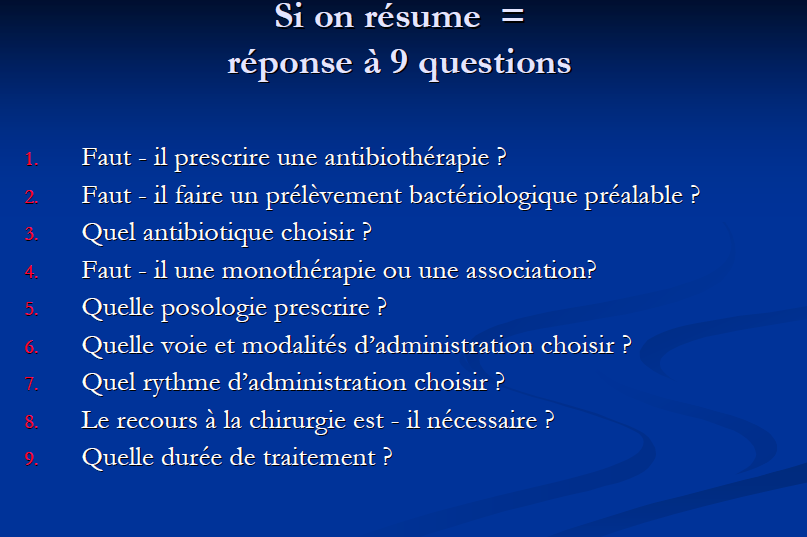 Si on résume =
réponse à 9 questions
1. Faut - il prescrire une antibiothérapie ?
2. Faut - il faire un prélèvement bactériologique préalable ?
3. Quel antibiotique choisir ?
4. Faut - il une monothérapie ou une association?
5. Quelle posologie prescrire ?
6. Quelle voie et modalités d’administration choisir ?
7. Quel rythme d’administration choisir ?
8. Le recours à la chirurgie est - il nécessaire ?
9. Quelle durée de traitement ?